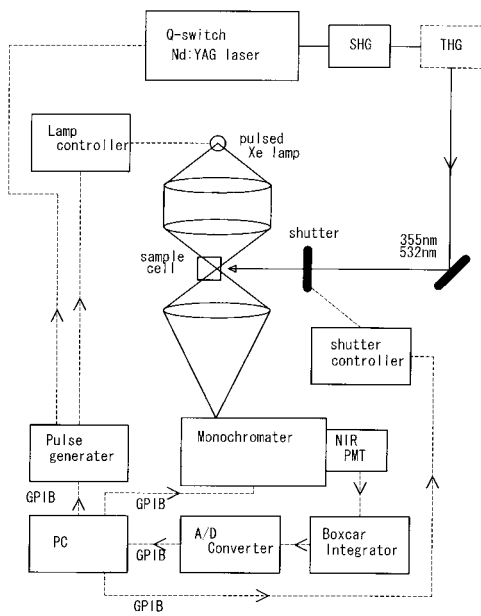 Q-switch
Nd:YAG laser
SHG
THG
Lamp
controller
pulsed
Xe lamp
sample
cell
shutter
355nm
532nm
shutter
controller
Monochromater
NIR
PMT
Pulse
generater
GPIB
GPIB
PC
GPIB
A/D
Converter
Boxcar
Integrator
GPIB